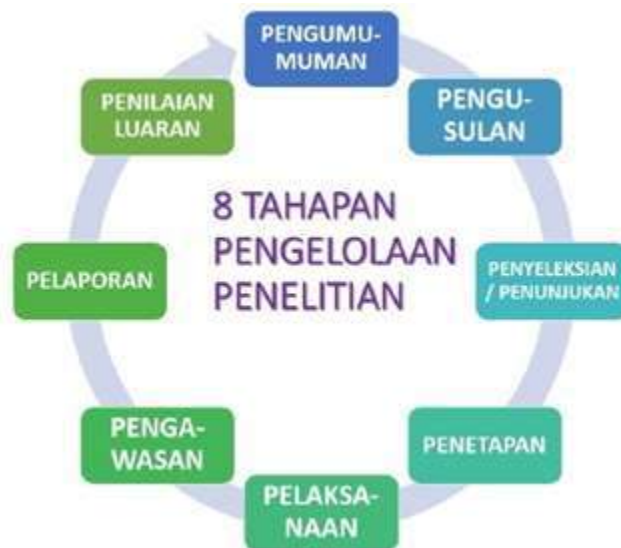 PENGUMU-
MUMAN
PENGU-
SULAN
PENYELEKSIAN
/ PENUNJUKAN
PENETAPAN
PELAKSA-
NAAN
PENGA-
WASAN
PELAPORAN
PENILAIAN
LUARAN
8 TAHAPAN
PENGELOLAAN
PENELITIAN